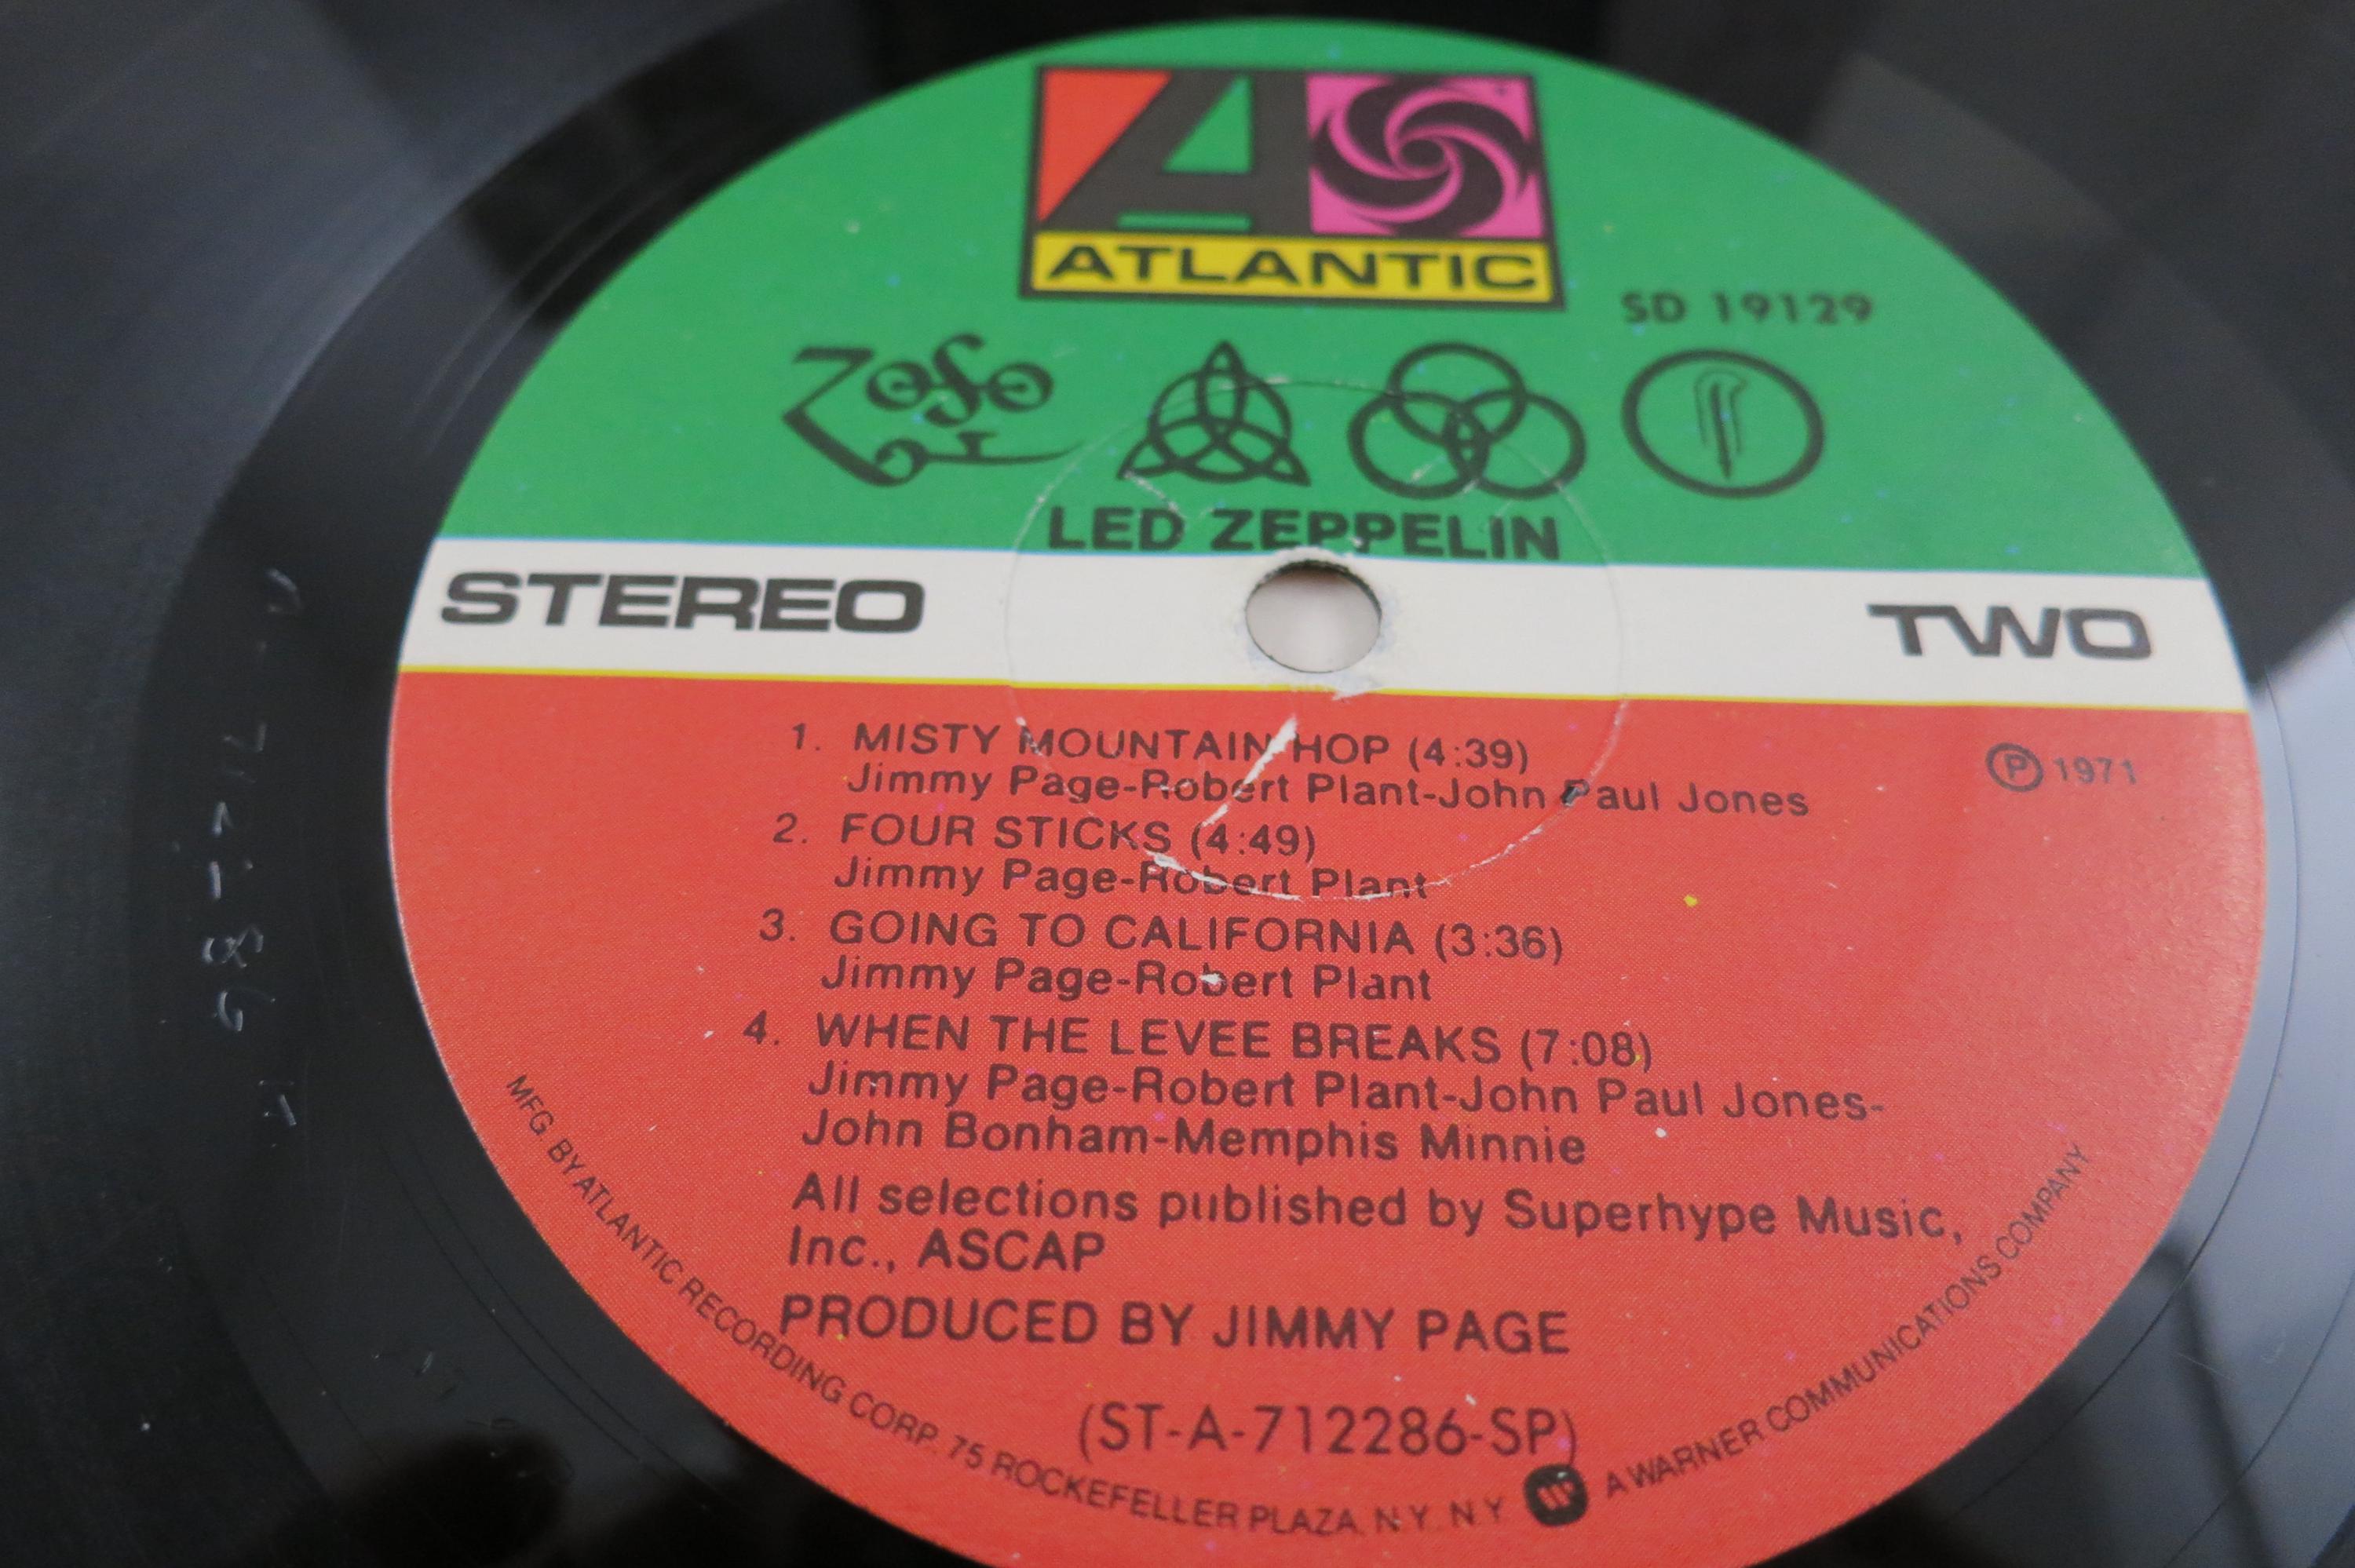 ATLANTIC
SD 19129
LED ZEPPELIN
STEREO
TWO
1. MISTY MOUNTAIN HOP (4:39)
Jimmy Page-Robert Plant-John Paul Jones
℗ 1971
2. FOUR STICKS (4:49)
Jimmy Page-Robert Plant
3. GOING TO CALIFORNIA (3:36)
Jimmy Page-Robert Plant
4. WHEN THE LEVEE BREAKS (7:08)
Jimmy Page-Robert Plant-John Paul Jones-
John Bonham-Memphis Minnie
All selections published by Superhype Music,
Inc., ASCAP
PRODUCED BY JIMMY PAGE
(ST-A-712286-SP)
MFG BY ATLANTIC RECORDING CORP. 75 ROCKEFELLER PLAZA. N.Y. N.Y. A WARNER COMMUNICATIONS COMPANY